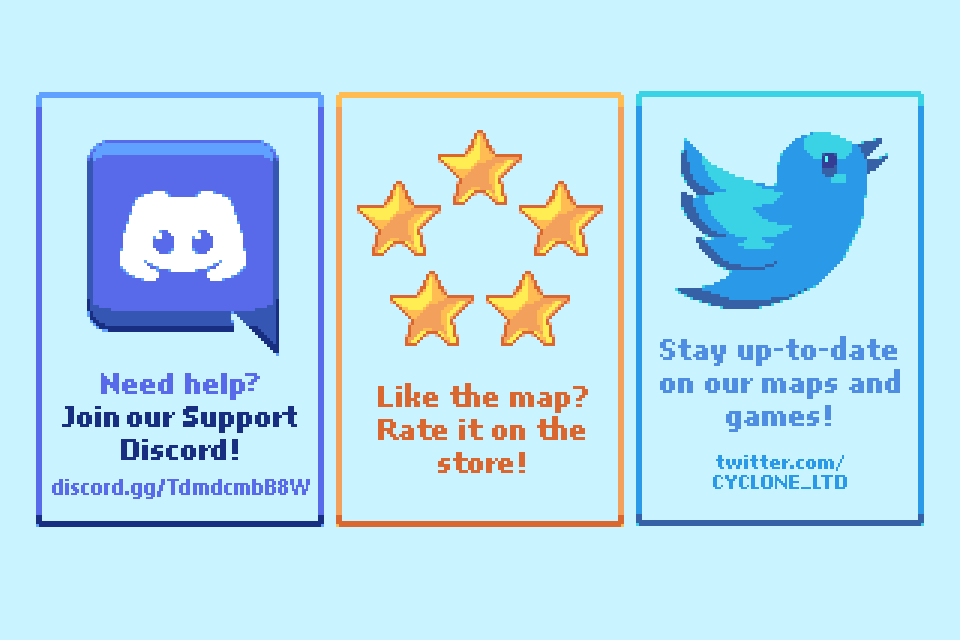 Need help?
Join our Support
Discord!
discord.gg/TdmdcmbB8W
Like the map?
Rate it on the
store!
Stay up-to-date
on our maps and
games!
twitter.com/
CYCLONE_LTD